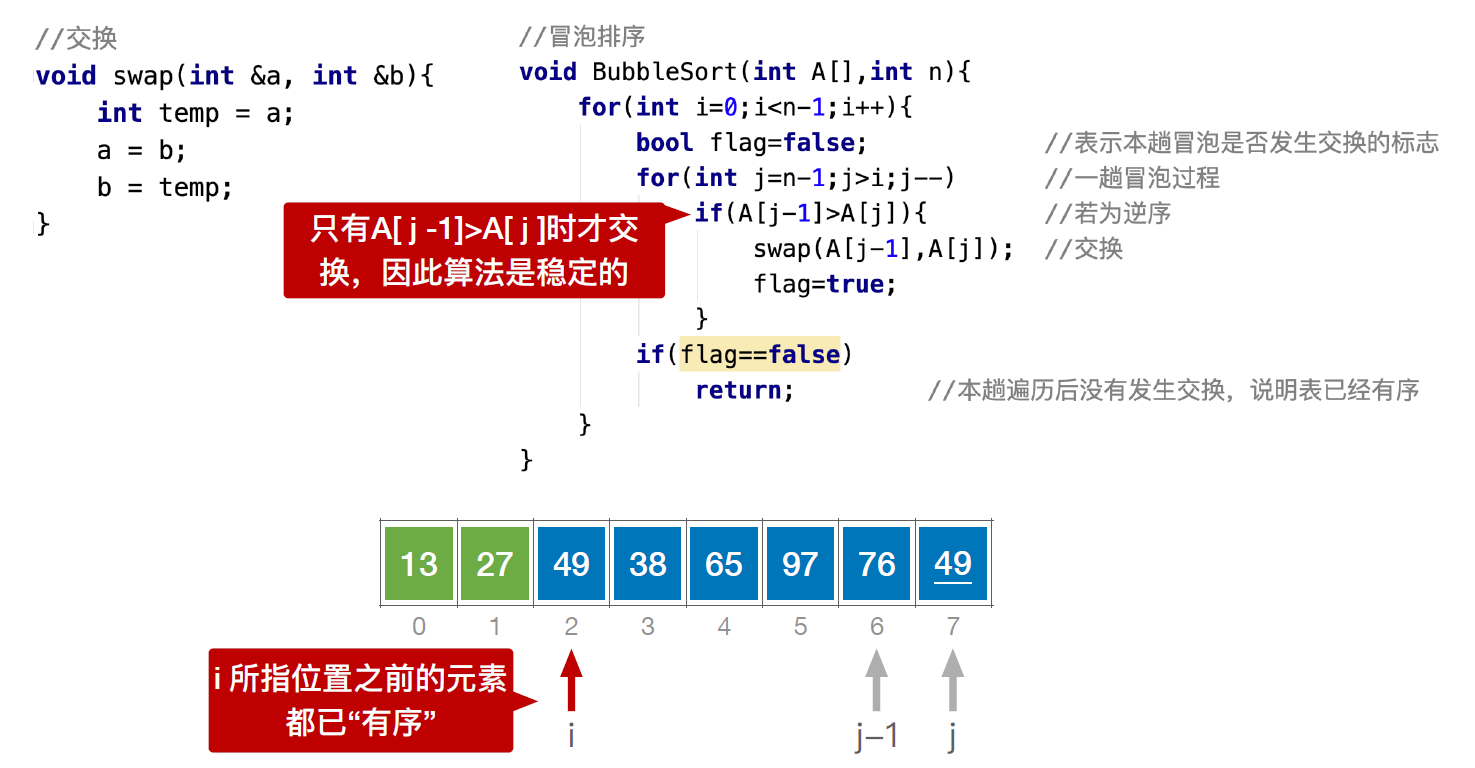 //交换
void swap(int &a, int &b){
    int temp = a;
    a = b;
    b = temp;
}
//冒泡排序
void BubbleSort(int A[],int n){
    for(int i=0;i<n-1;i++){
        bool flag=false;            //表示本趟冒泡是否发生交换的标志
        for(int j=n-1;j>i;j--)      //一趟冒泡过程
            if(A[j-1]>A[j]){        //若为逆序
                swap(A[j-1],A[j]);  //交换
                flag=true;
            }
        if(flag==false)
            return;         //本趟遍历后没有发生交换，说明表已经有序
    }
}
只有A[ j -1]>A[ j ]时才交
换，因此算法是稳定的
13 27 49 38 65 97 76 49
0 1 2 3 4 5 6 7
i 所指位置之前的元素
都已“有序”
i j-1 j